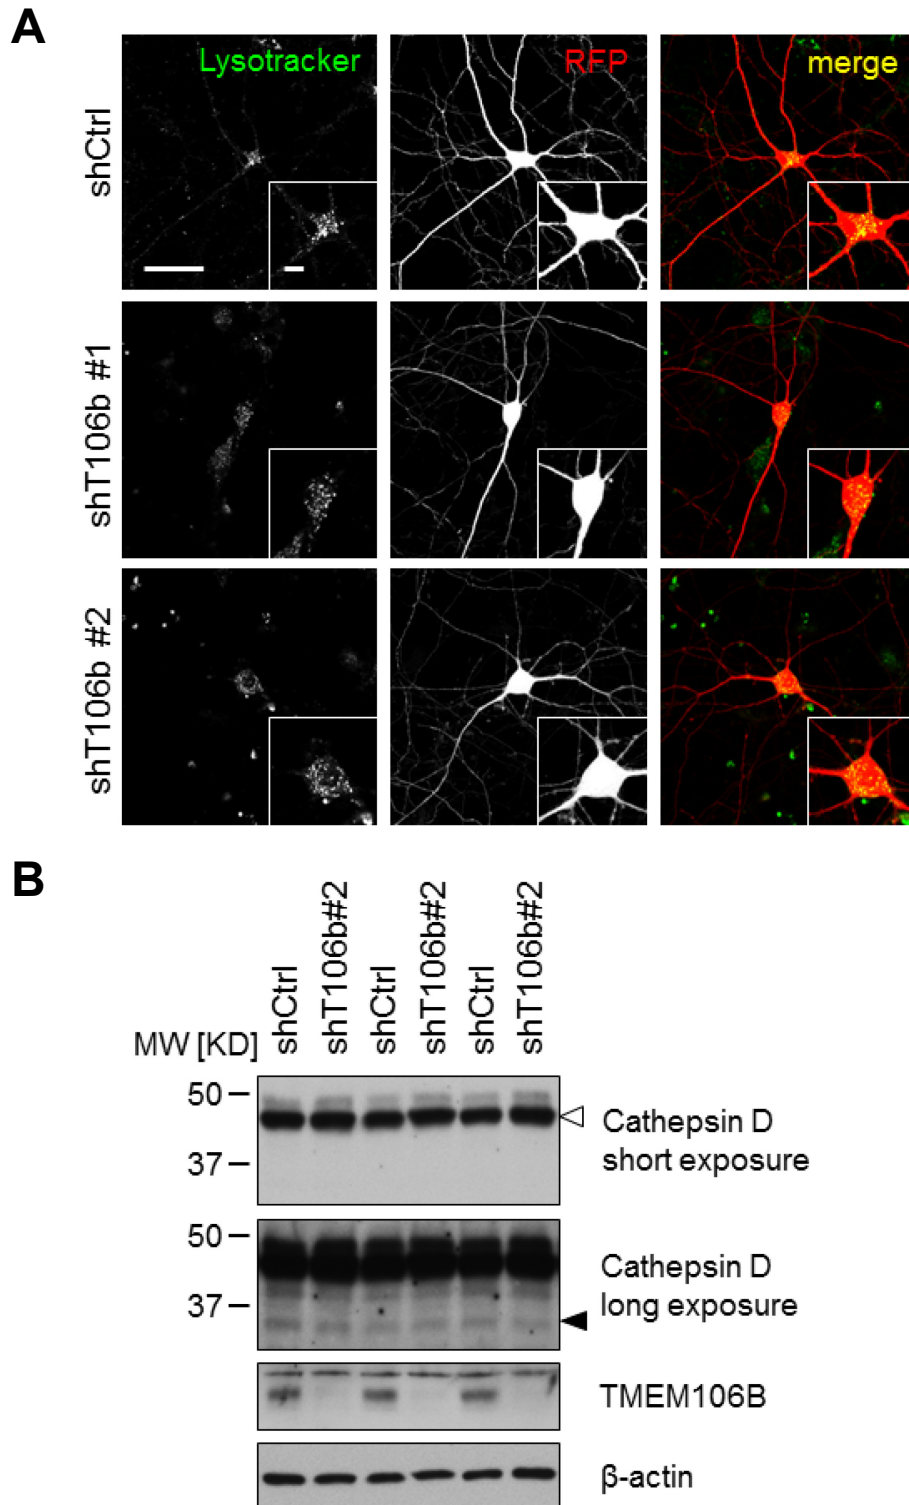 A
Lysotracker
RFP
merge
shCtrl
shT106b #1
shT106b #2
B
shCtrl
shT106b#2
shCtrl
shT106b#2
shCtrl
shT106b#2
MW [KD]
50
37
Cathepsin D
short exposure
50
37
Cathepsin D
long exposure
TMEM106B
β-actin